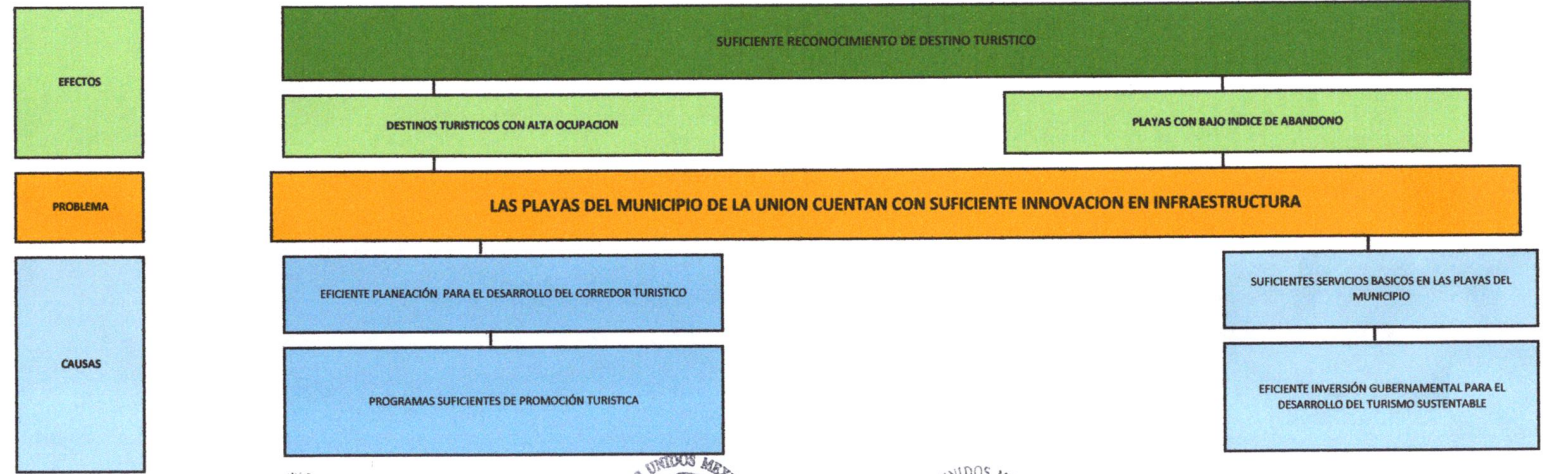 EFECTOS
SUFICIENTE RECONOCIMIENTO DE DESTINO TURISTICO
DESTINOS TURISTICOS CON ALTA OCUPACION
PLAYAS CON BAJO INDICE DE ABANDONO
PROBLEMA
LAS PLAYAS DEL MUNICIPIO DE LA UNION CUENTAN CON SUFICIENTE INNOVACION EN INFRAESTRUCTURA
CAUSAS
EFICIENTE PLANEACIÓN PARA EL DESARROLLO DEL CORREDOR TURISTICO
SUFICIENTES SERVICIOS BASICOS EN LAS PLAYAS DEL
MUNICIPIO
PROGRAMAS SUFICIENTES DE PROMOCIÓN TURISTICA
EFICIENTE INVERSIÓN GUBERNAMENTAL PARA EL
DESARROLLO DEL TURISMO SUSTENTABLE
UNIDOS